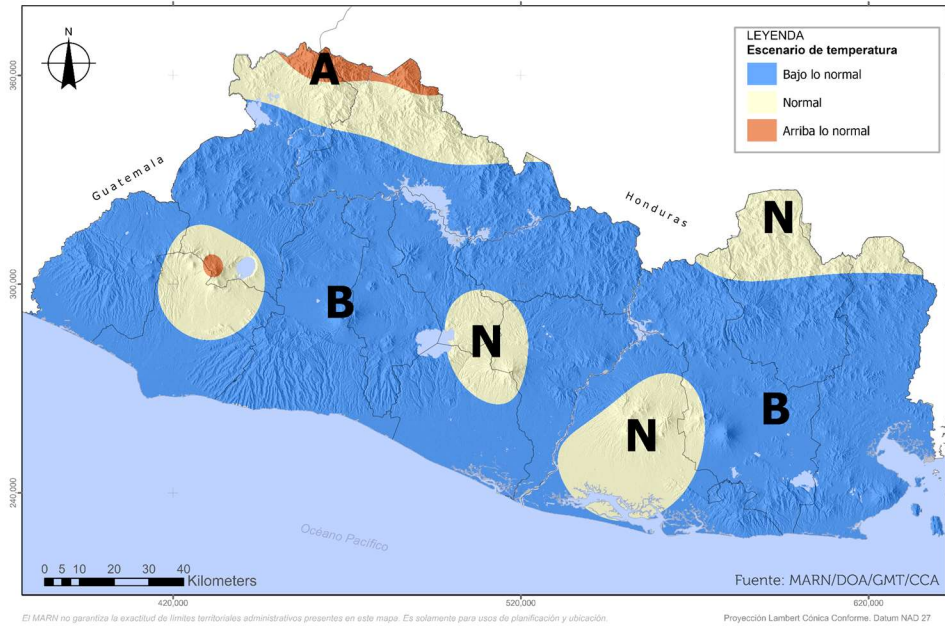 N
LEYENDA
Escenario de temperatura
Bajo lo normal
Normal
Arriba lo normal
A
360,000
Guatemala
Honduras
N
300,000
B
N
B
N
240,000
Océano Pacífico
0 5 10 20 30 40
Kilometers
Fuente: MARN/DOA/GMT/CCA
420,000 520,000 620,000
El MARN no garantiza la exactitud de límites territoriales administrativos presentes en este mapa. Es solamente para usos de planificación y ubicación.
Proyección Lambert Cónica Conforme. Datum NAD 27